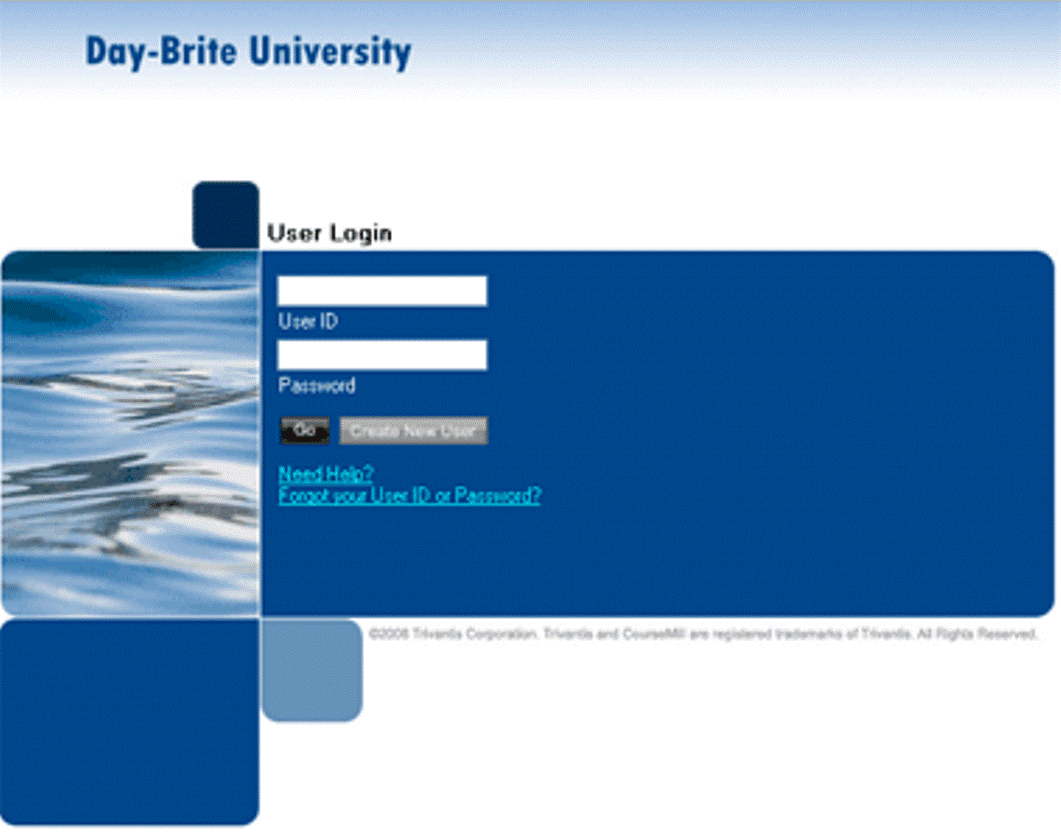 Day-Brite University
User Login
User ID
Password
Go
Create New User
Need Help?
Forgot your User ID or Password?
©2008 Trivantis Corporation. Trivantis and CourseMill are registered trademarks of Trivantis. All Rights Reserved.